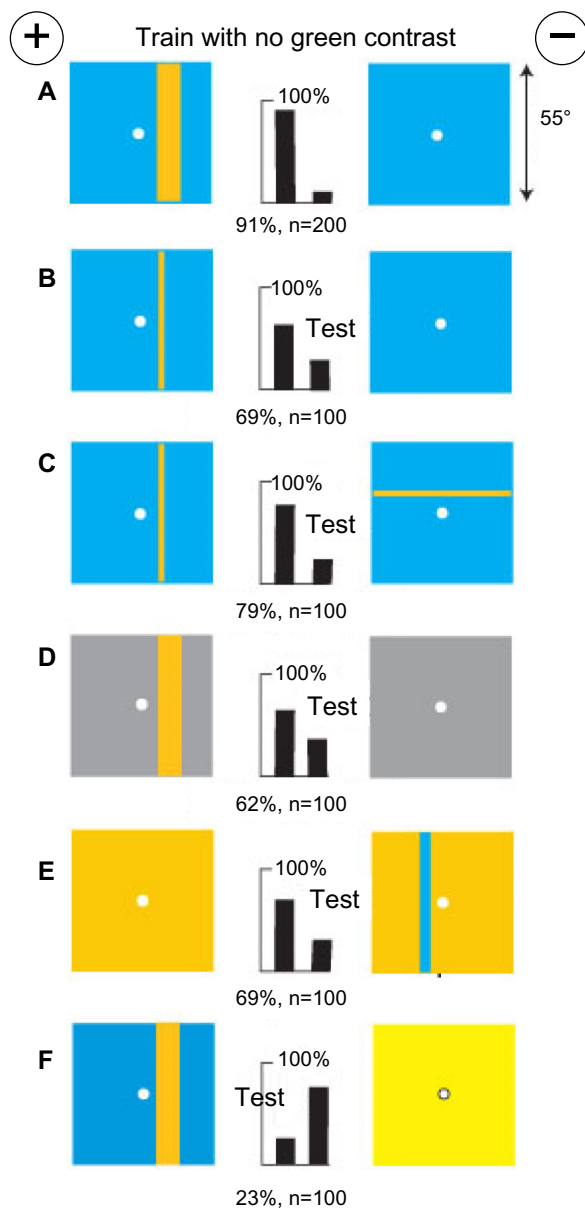 + Train with no green contrast −
A
100%
55°
91%, n=200
B
100%
Test
69%, n=100
C
100%
Test
79%, n=100
D
100%
Test
62%, n=100
E
100%
Test
69%, n=100
F
100%
Test
23%, n=100